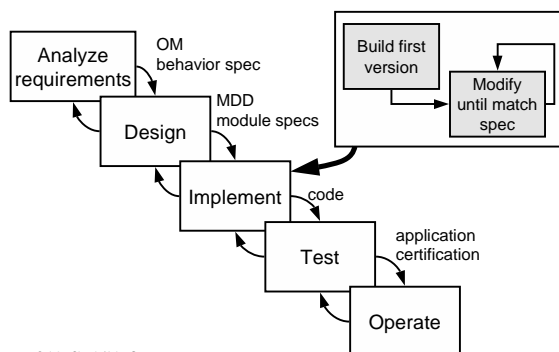 Analyze
requirements
OM
behavior spec
Build first
version
Modify
until match
spec
Design
MDD
module specs
Implement
code
Test
application
certification
Operate